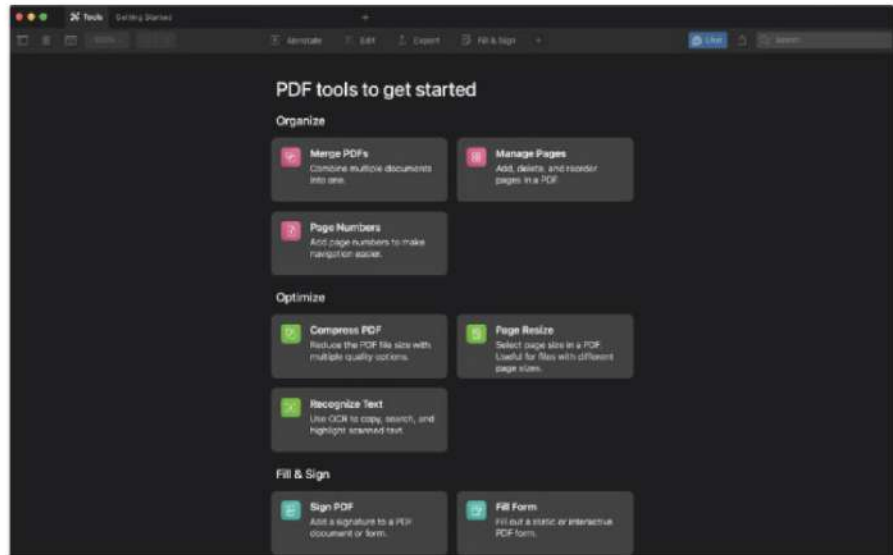 Tools
Getting Started
Annotate
Edit
Export
Fill & Sign
Search
PDF tools to get started
Organize
Merge PDFs
Combine multiple documents
into one.
Manage Pages
Add, delete, and reorder
pages in a PDF.
Page Numbers
Add page numbers to make
navigation easier.
Optimize
Compress PDF
Reduce the PDF file size with
multiple quality options.
Page Resize
Select page size in a PDF.
Useful for files with different
page sizes.
Recognize Text
Use OCR to copy, search, and
highlight scanned text.
Fill & Sign
Sign PDF
Add a signature to a PDF
document or form.
Fill Form
Fill out a static or interactive
PDF form.